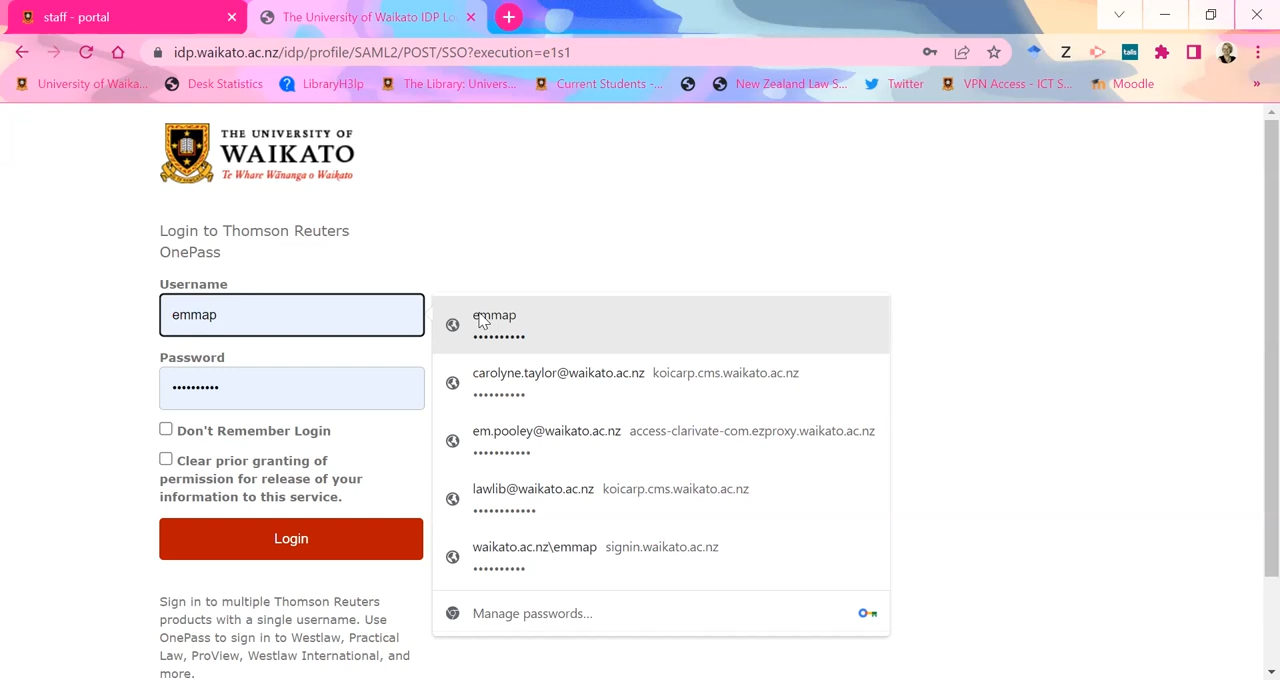 staff - portal
The University of Waikato IDP Lo
idp.waikato.ac.nz/idp/profile/SAML2/POST/SSO?execution=e1s1
Z
talis
University of Waika...
Desk Statistics
LibraryH3lp
The Library: Univers...
Current Students -...
New Zealand Law S...
Twitter
VPN Access - ICT S...
Moodle
»
THE UNIVERSITY OF
WAIKATO
Te Whare Wānanga o Waikato
Login to Thomson Reuters
OnePass
Username
emmap
Password
••••••••••
Don't Remember Login
Clear prior granting of
permission for release of your
information to this service.
Login
Sign in to multiple Thomson Reuters
products with a single username. Use
OnePass to sign in to Westlaw, Practical
Law, ProView, Westlaw International, and
more.
emmap
••••••••••
carolyne.taylor@waikato.ac.nz koicarp.cms.waikato.ac.nz
••••••••••
em.pooley@waikato.ac.nz access-clarivate-com.ezproxy.waikato.ac.nz
•••••••••••
lawlib@waikato.ac.nz koicarp.cms.waikato.ac.nz
••••••••••••
waikato.ac.nz\emmap signin.waikato.ac.nz
••••••••••
Manage passwords...